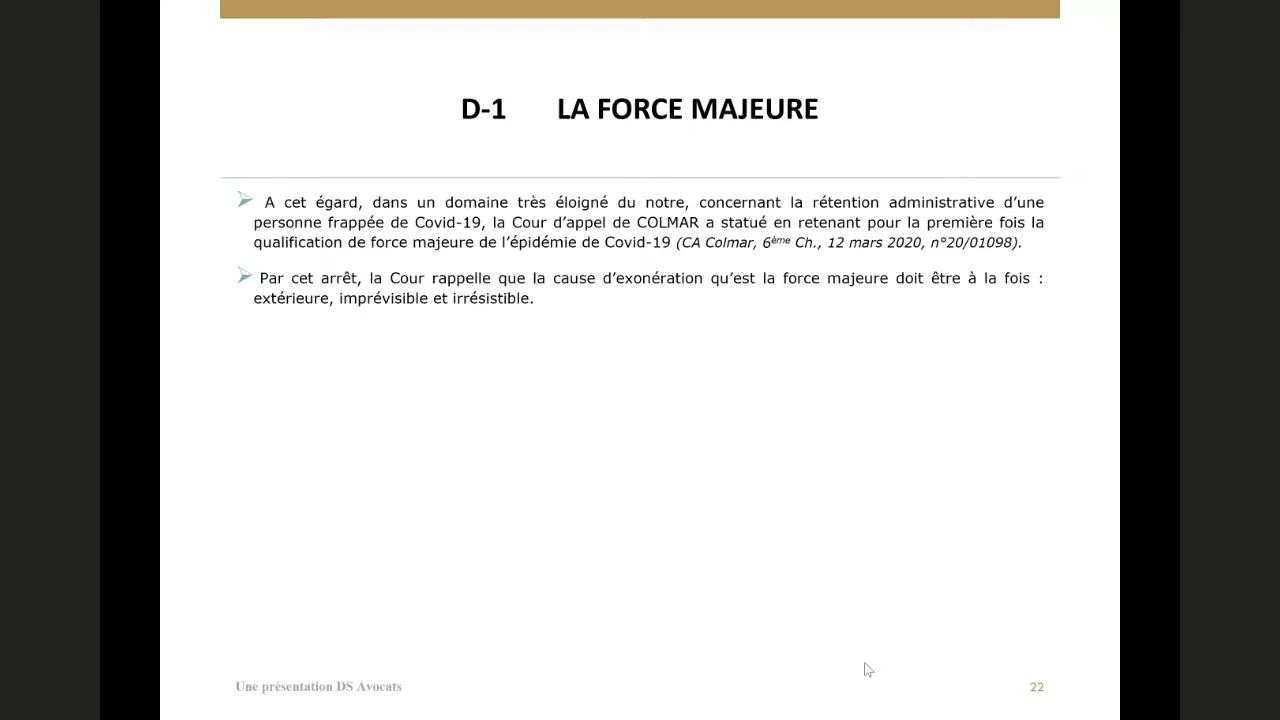 D-1 LA FORCE MAJEURE
A cet égard, dans un domaine très éloigné du notre, concernant la rétention administrative d’une
personne frappée de Covid-19, la Cour d’appel de COLMAR a statué en retenant pour la première fois la
qualification de force majeure de l’épidémie de Covid-19 (CA Colmar, 6ème Ch., 12 mars 2020, n°20/01098).
Par cet arrêt, la Cour rappelle que la cause d’exonération qu’est la force majeure doit être à la fois :
extérieure, imprévisible et irrésistible.
Une présentation DS Avocats
22